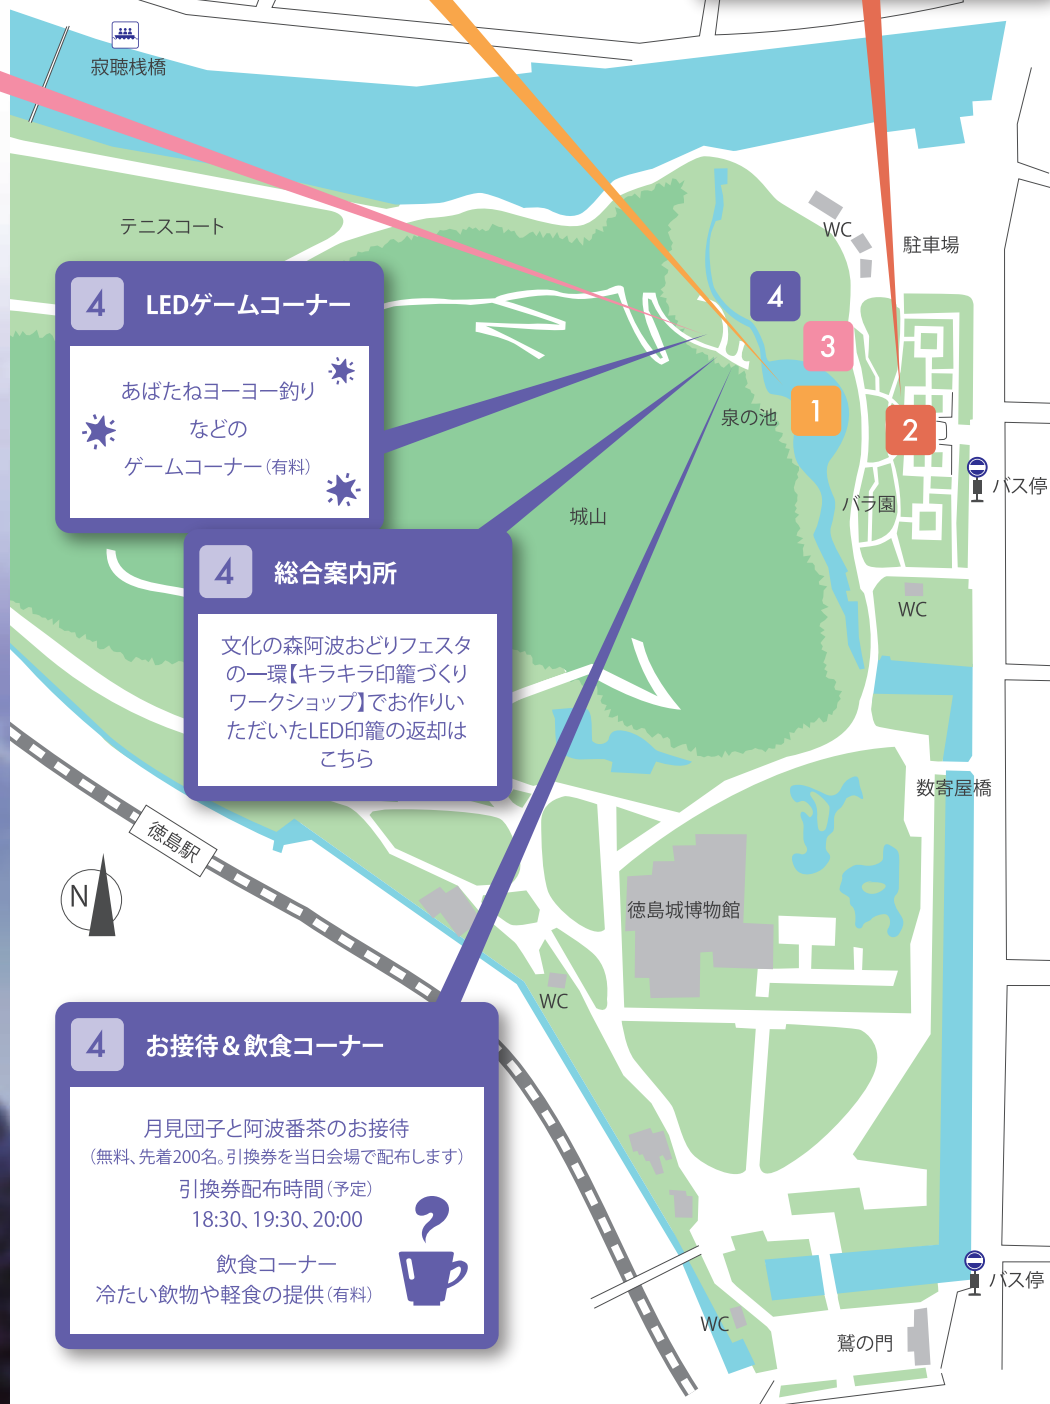 寂聴桟橋
テニスコート
WC
駐車場
4
3
1
2
泉の池
バラ園
バス停
城山
WC
4 LEDゲームコーナー
あばたねヨーヨー釣り
などの
ゲームコーナー(有料)
4 総合案内所
文化の森阿波おどりフェスタ
の一環【キラキラ印籠づくり
ワークショップ】でお作りい
ただいたLED印籠の返却は
こちら
数寄屋橋
徳島駅
N
徳島城博物館
WC
4 お接待＆飲食コーナー
月見団子と阿波番茶のお接待
(無料、先着200名。引換券を当日会場で配布します)
引換券配布時間(予定)
18:30、19:30、20:00
飲食コーナー
冷たい飲物や軽食の提供(有料)
バス停
WC
鷲の門